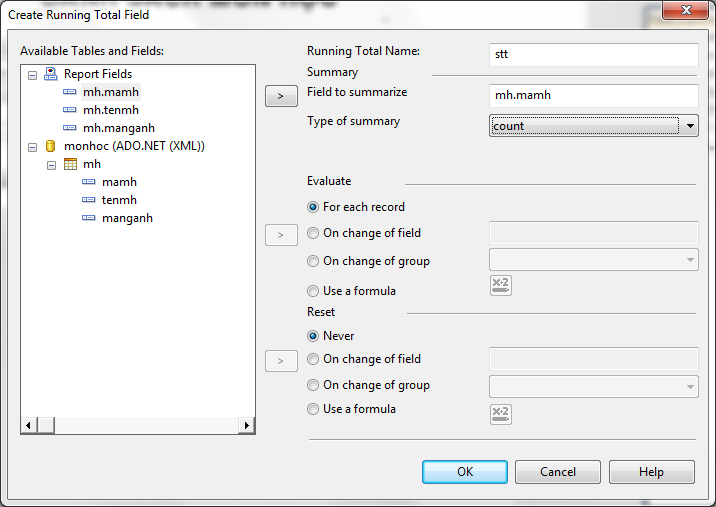 Create Running Total Field
Available Tables and Fields:
Report Fields
mh.mamh
mh.tenmh
mh.manganh
monhoc (ADO.NET (XML))
mh
mamh
tenmh
manganh
Running Total Name:
stt
Summary
>
Field to summarize
mh.mamh
Type of summary
count
Evaluate
For each record
>
On change of field
On change of group
Use a formula
x·2
Reset
Never
>
On change of field
On change of group
Use a formula
x·2
OK
Cancel
Help